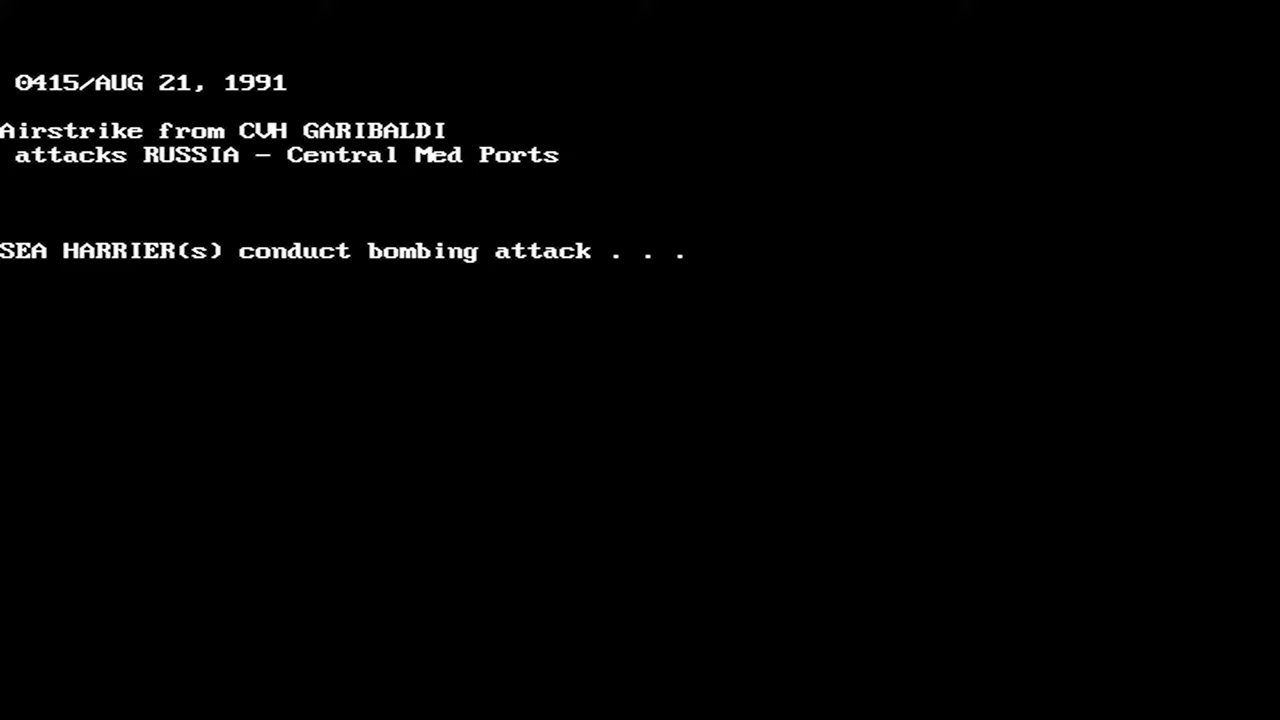 0415/AUG 21, 1991
Airstrike from CVH GARIBALDI
attacks RUSSIA - Central Med Ports
SEA HARRIER(s) conduct bombing attack . . .